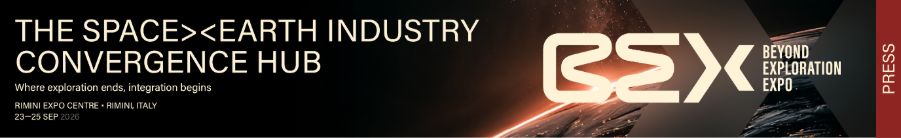 THE SPACE><EARTH INDUSTRY
CONVERGENCE HUB
Where exploration ends, integration begins
RIMINI EXPO CENTRE • RIMINI, ITALY
23—25 SEP 2026
BEX
BEYOND
EXPLORATION
EXPO
PRESS